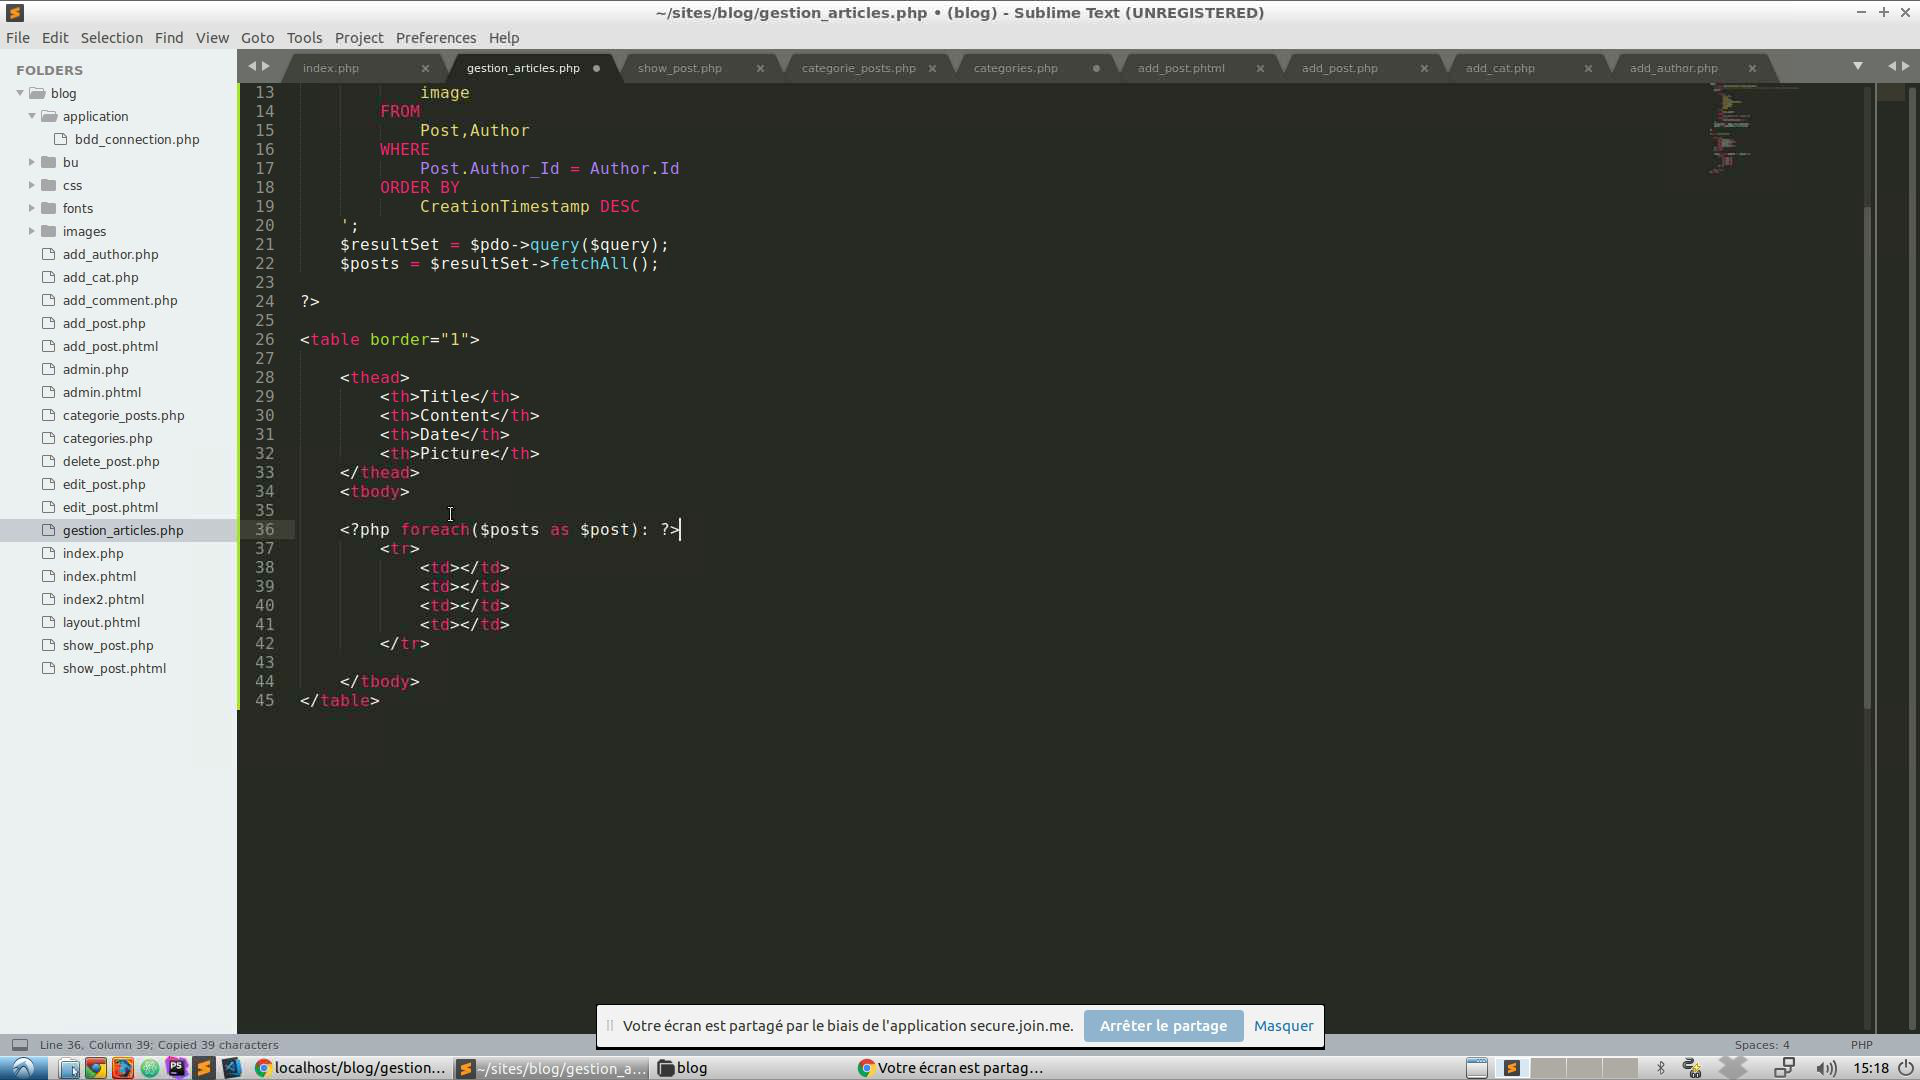 ~/sites/blog/gestion_articles.php • (blog) - Sublime Text (UNREGISTERED)
File Edit Selection Find View Goto Tools Project Preferences Help
FOLDERS
blog
application
bdd_connection.php
bu
css
fonts
images
add_author.php
add_cat.php
add_comment.php
add_post.php
add_post.phtml
admin.php
admin.phtml
categorie_posts.php
categories.php
delete_post.php
edit_post.php
edit_post.phtml
gestion_articles.php
index.php
index.phtml
index2.phtml
layout.phtml
show_post.php
show_post.phtml
index.php gestion_articles.php show_post.php categorie_posts.php categories.php add_post.phtml add_post.php add_cat.php add_author.php
13 image
14 FROM
15 Post,Author
16 WHERE
17 Post.Author_Id = Author.Id
18 ORDER BY
19 CreationTimestamp DESC
20 ';
21 $resultSet = $pdo->query($query);
22 $posts = $resultSet->fetchAll();
23
24 ?>
25
26 <table border="1">
27
28 <thead>
29 <th>Title</th>
30 <th>Content</th>
31 <th>Date</th>
32 <th>Picture</th>
33 </thead>
34 <tbody>
35
36 <?php foreach($posts as $post): ?>
37 <tr>
38 <td></td>
39 <td></td>
40 <td></td>
41 <td></td>
42 </tr>
43
44 </tbody>
45 </table>
Votre écran est partagé par le biais de l'application secure.join.me. Arrêter le partage Masquer
Line 36, Column 39; Copied 39 characters Spaces: 4 PHP
localhost/blog/gestion... ~/sites/blog/gestion_a... blog Votre écran est partag... 15:18